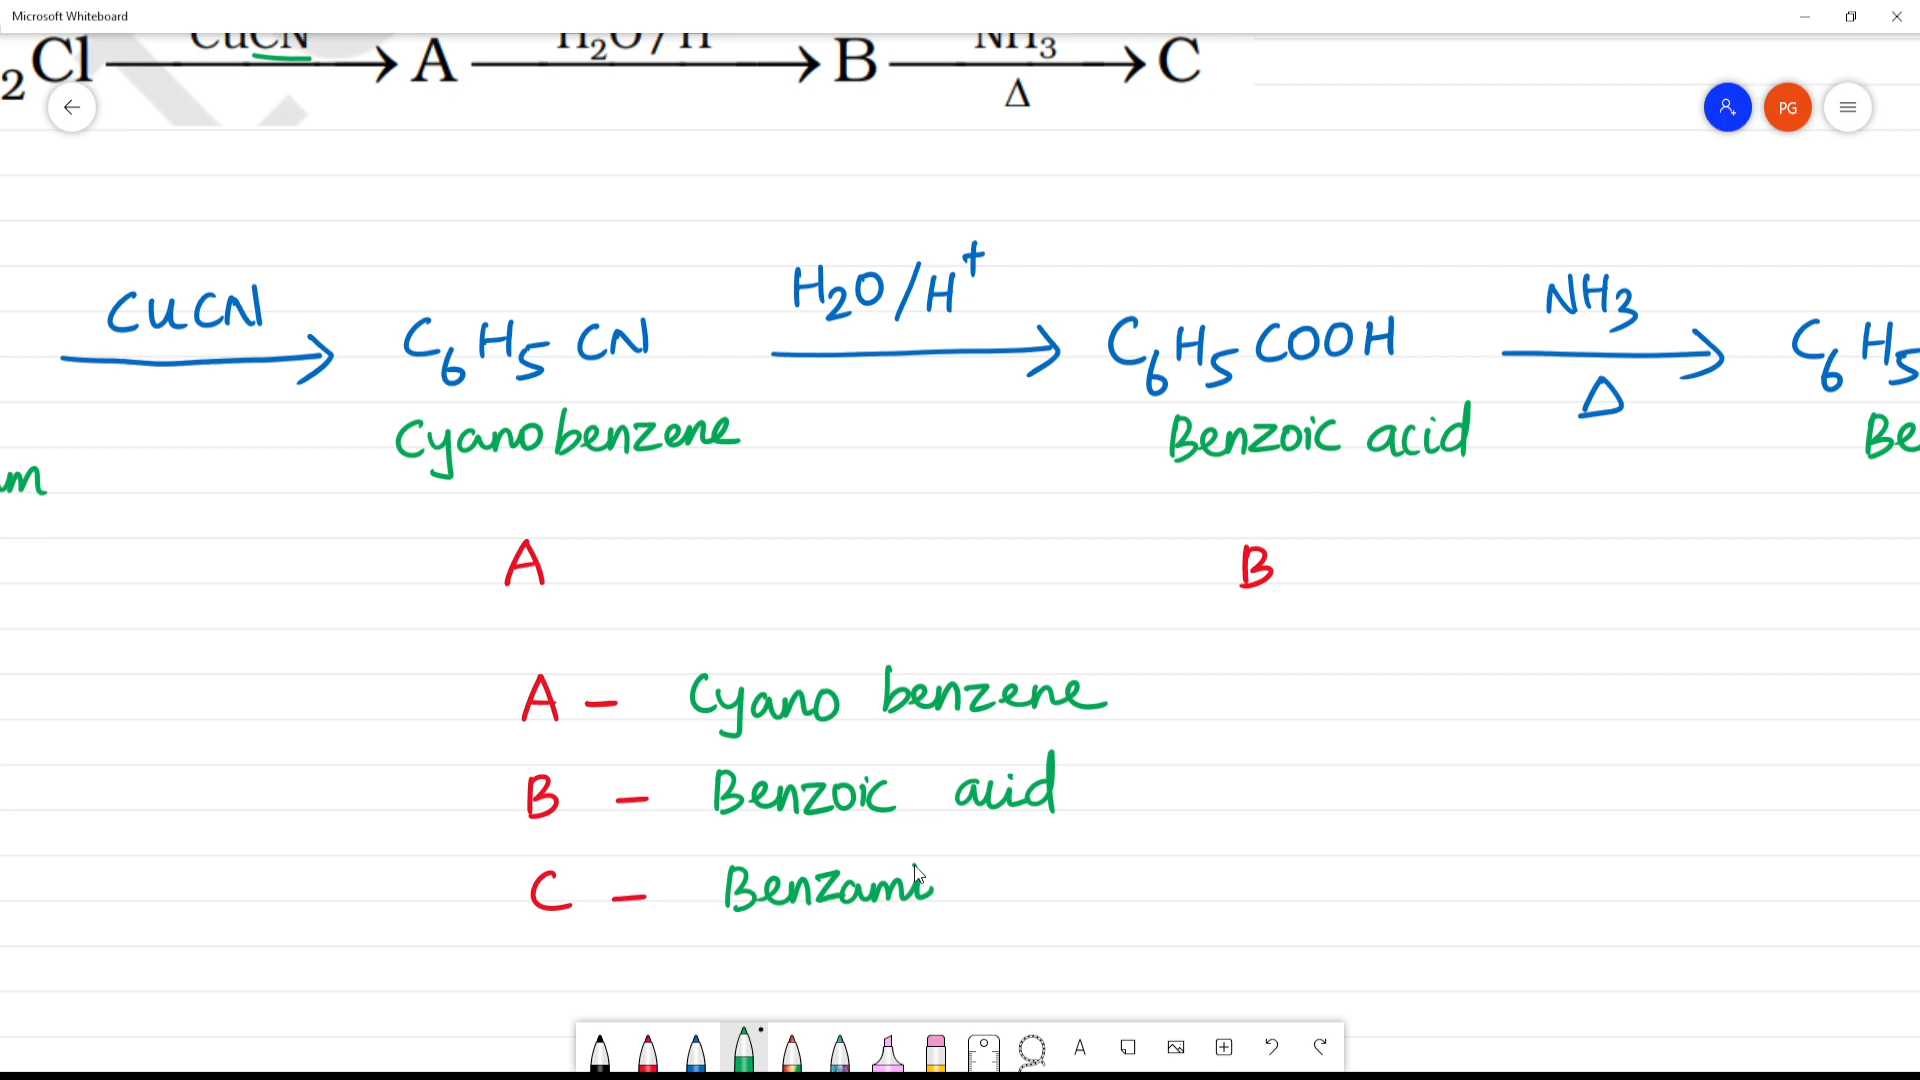 Microsoft Whiteboard
₂Cl —CuCN→ A —H₂O/H→ B —NH₃/Δ→ C
PG
CUCN → C₆H₅CN —H₂O/H⁺→ C₆H₅COOH —NH₃/Δ→ C₆H₅
Cyanobenzene Benzoic acid Be
m
A B
A - Cyano benzene
B - Benzoic acid
C - Benzami
A